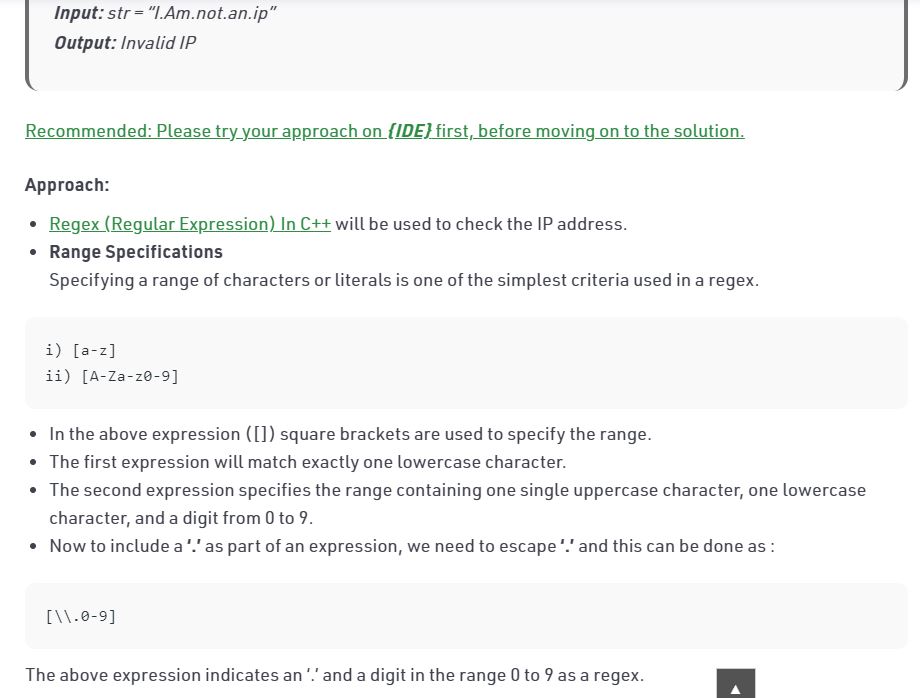 Input: str = “I.Am.not.an.ip”
Output: Invalid IP
Recommended: Please try your approach on {IDE} first, before moving on to the solution.
Approach:
• Regex (Regular Expression) In C++ will be used to check the IP address.
• Range Specifications
Specifying a range of characters or literals is one of the simplest criteria used in a regex.
i) [a-z]
ii) [A-Za-z0-9]
• In the above expression ([]) square brackets are used to specify the range.
• The first expression will match exactly one lowercase character.
• The second expression specifies the range containing one single uppercase character, one lowercase
character, and a digit from 0 to 9.
• Now to include a ‘.’ as part of an expression, we need to escape ‘.’ and this can be done as :
[\\.0-9]
The above expression indicates an ‘.’ and a digit in the range 0 to 9 as a regex.